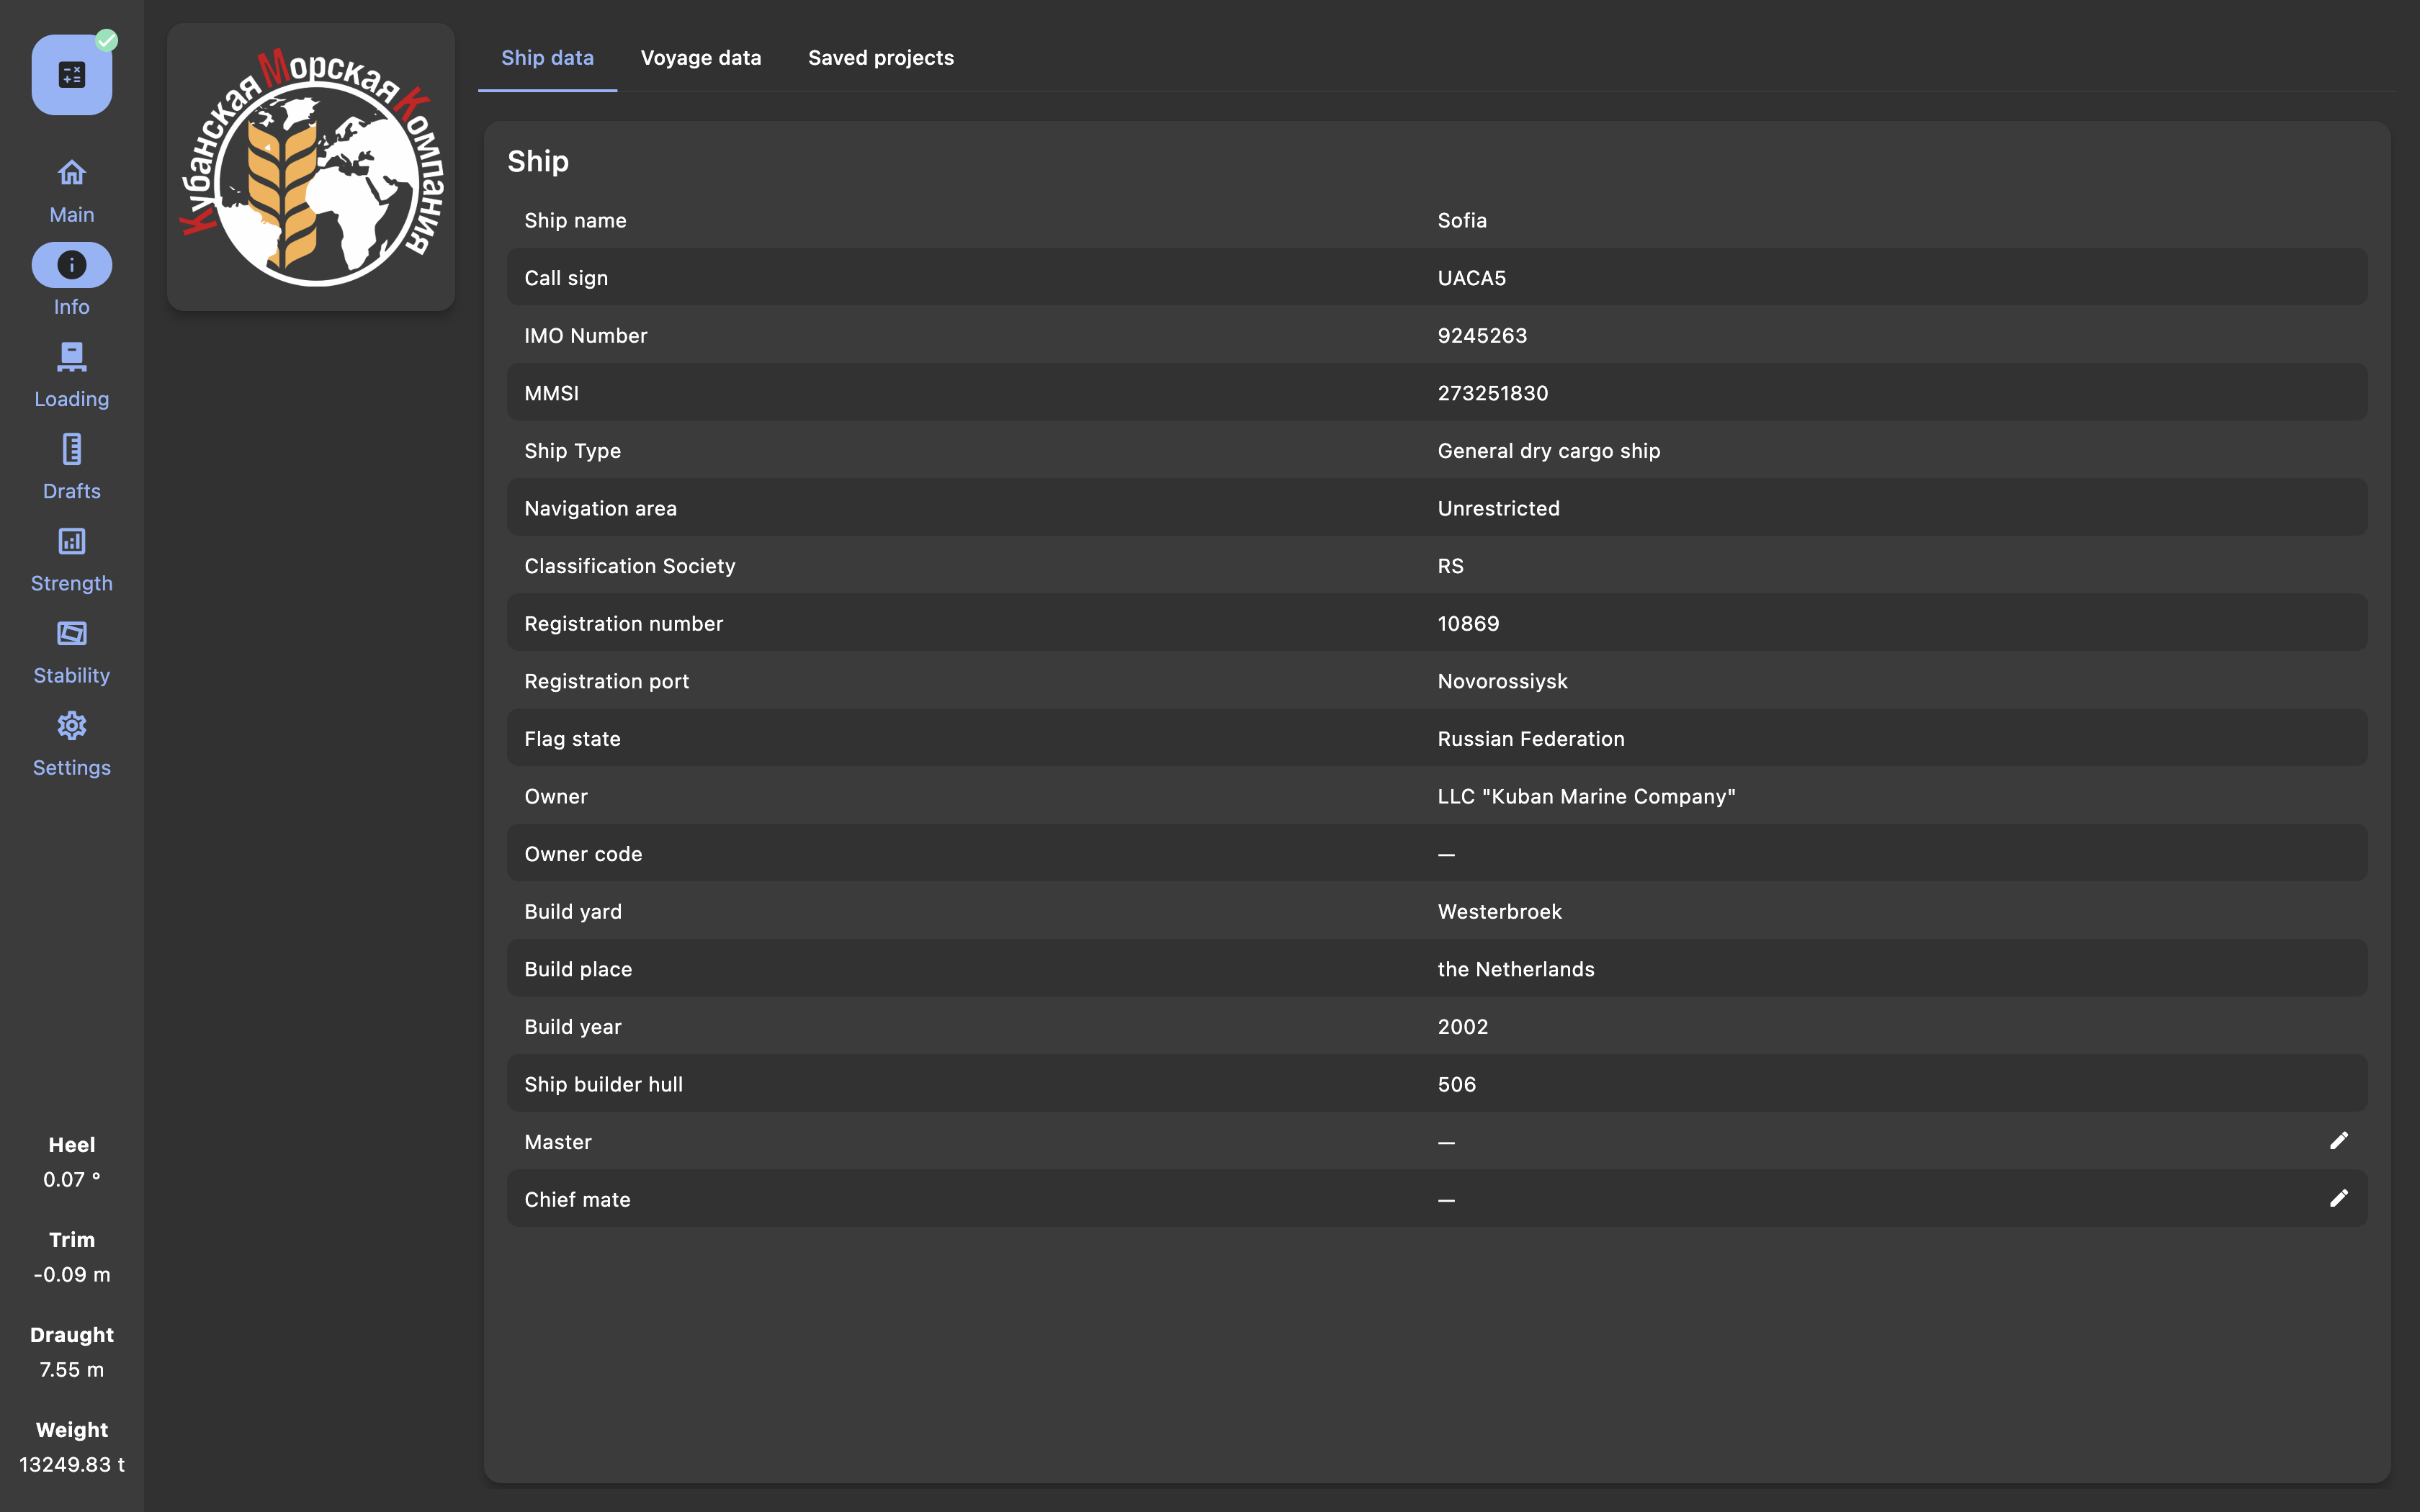 Main
Info
Loading
Drafts
Strength
Stability
Settings
Heel
0.07 °
Trim
-0.09 m
Draught
7.55 m
Weight
13249.83 t
Кубанская Морская Компания
Ship data Voyage data Saved projects
Ship
Ship name Sofia
Call sign UACA5
IMO Number 9245263
MMSI 273251830
Ship Type General dry cargo ship
Navigation area Unrestricted
Classification Society RS
Registration number 10869
Registration port Novorossiysk
Flag state Russian Federation
Owner LLC "Kuban Marine Company"
Owner code —
Build yard Westerbroek
Build place the Netherlands
Build year 2002
Ship builder hull 506
Master —
Chief mate —